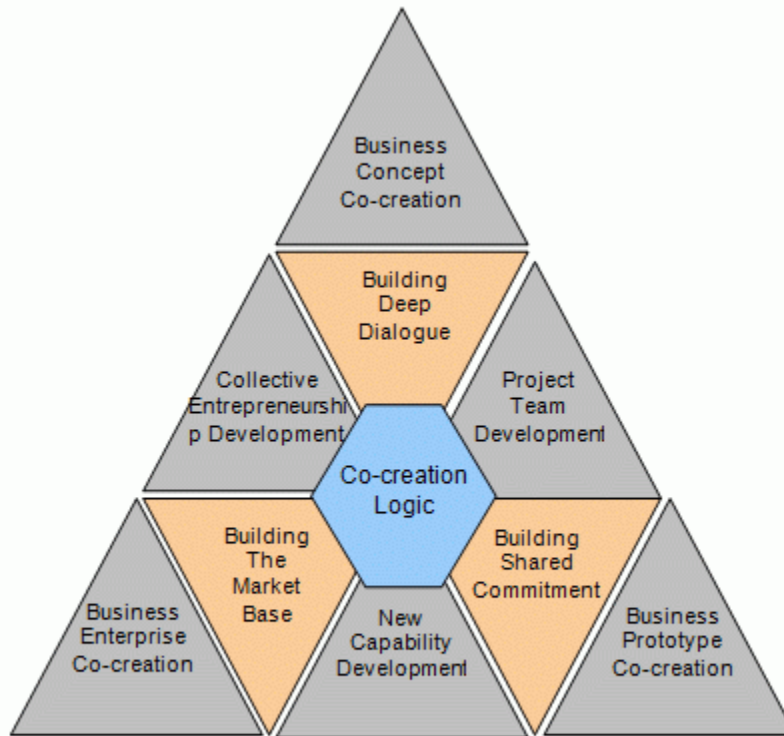 Business
Concept
Co-creation
Building
Deep
Dialogue
Collective
Entrepreneurshi
p Development
Project
Team
Development
Co-creation
Logic
Building
The
Market
Base
Building
Shared
Commitment
Business
Enterprise
Co-creation
New
Capability
Development
Business
Prototype
Co-creation